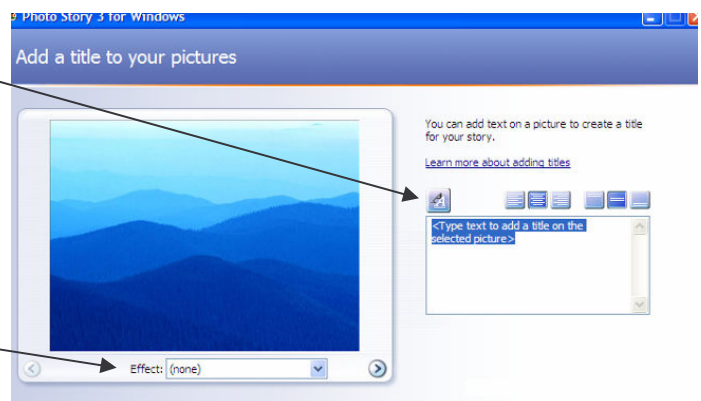 Photo Story 3 for Windows
Add a title to your pictures
You can add text on a picture to create a title
for your story.
Learn more about adding titles
<Type text to add a title on the
selected picture>
Effect: (none)